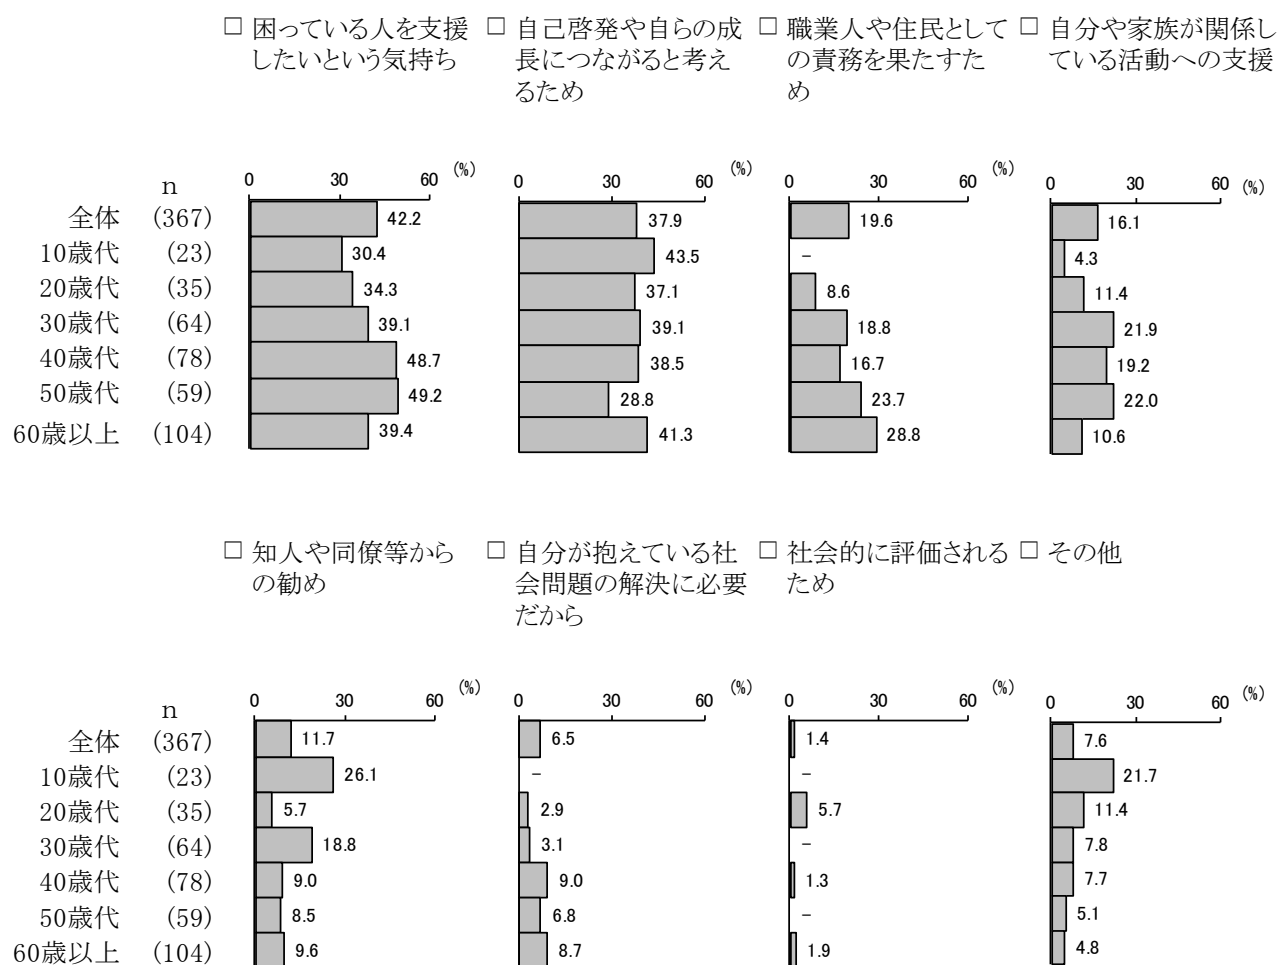 □ 困っている人を支援 □ 自己啓発や自らの成 □ 職業人や住民として □ 自分や家族が関係し
したいという気持ち 長につながると考え の責務を果たすた ている活動への支援
るため め
0 30 60 (%) 0 30 60 (%) 0 30 60 (%) 0 30 60 (%)
n
全体 (367) 42.2 37.9 19.6 16.1
10歳代 (23) 30.4 43.5 － 4.3
20歳代 (35) 34.3 37.1 8.6 11.4
30歳代 (64) 39.1 39.1 18.8 21.9
40歳代 (78) 48.7 38.5 16.7 19.2
50歳代 (59) 49.2 28.8 23.7 22.0
60歳以上 (104) 39.4 41.3 28.8 10.6
□ 知人や同僚等から □ 自分が抱えている社 □ 社会的に評価される □ その他
の勧め 会問題の解決に必要 ため
だから
0 30 60 (%) 0 30 60 (%) 0 30 60 (%) 0 30 60 (%)
n
全体 (367) 11.7 6.5 1.4 7.6
10歳代 (23) 26.1 － － 21.7
20歳代 (35) 5.7 2.9 5.7 11.4
30歳代 (64) 18.8 3.1 － 7.8
40歳代 (78) 9.0 9.0 1.3 7.7
50歳代 (59) 8.5 6.8 － 5.1
60歳以上 (104) 9.6 8.7 1.9 4.8